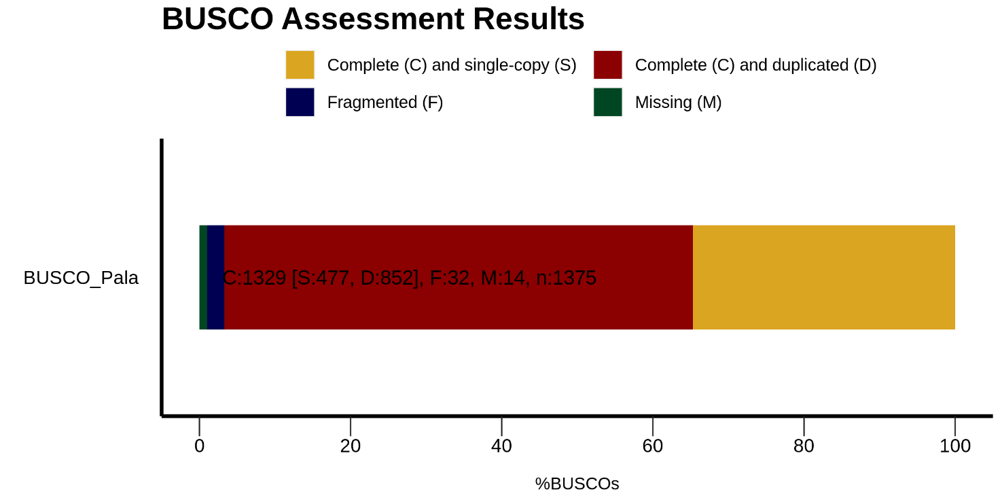 BUSCO Assessment Results
Complete (C) and single-copy (S)
Complete (C) and duplicated (D)
Fragmented (F)
Missing (M)
BUSCO_Pala
C:1329 [S:477, D:852], F:32, M:14, n:1375
0 20 40 60 80 100
%BUSCOs